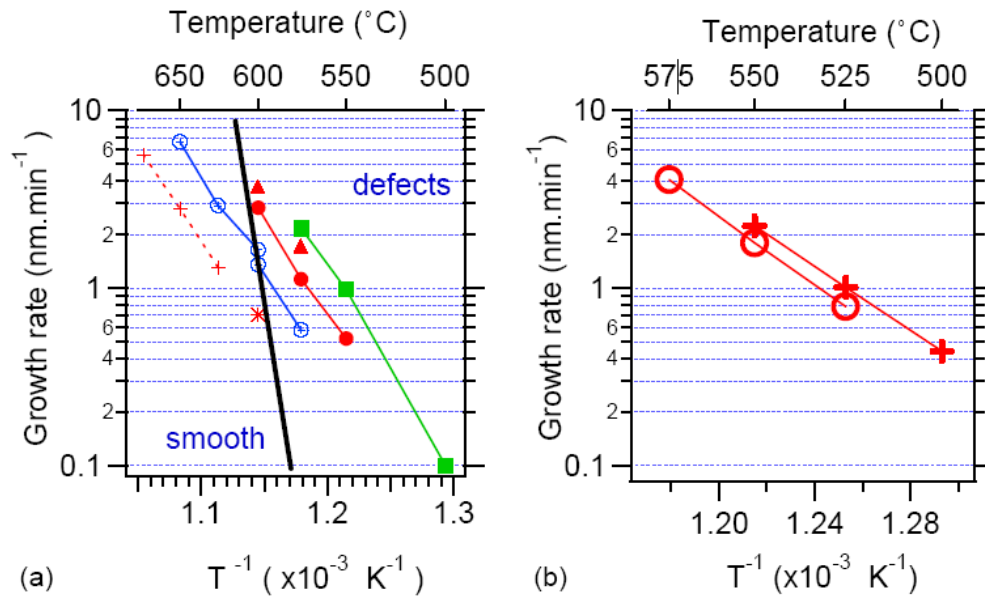 Temperature (°C)
650 600 550 500
10
6
4
2
1
6
4
2
0.1
Growth rate (nm.min⁻¹)
defects
smooth
1.1 1.2 1.3
(a) T⁻¹ ( x10⁻³ K⁻¹)
Temperature (°C)
575 550 525 500
10
6
4
2
1
6
4
2
0.1
Growth rate (nm.min⁻¹)
1.20 1.24 1.28
(b) T⁻¹ (x10⁻³ K⁻¹)